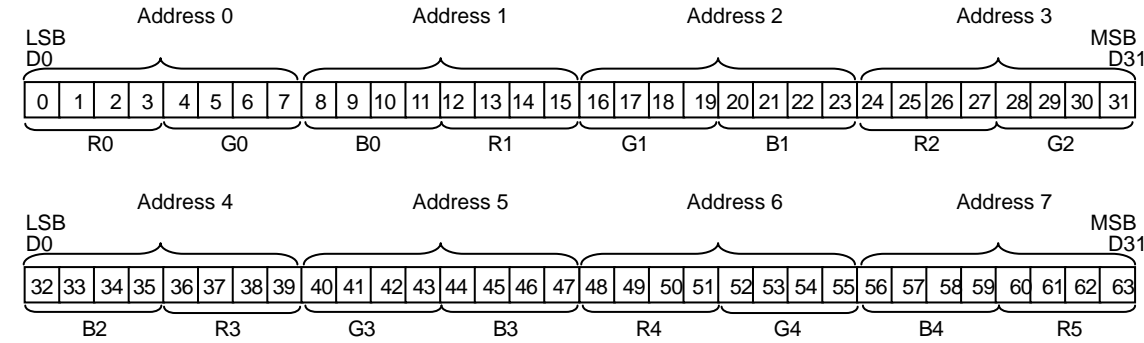 Address 0 Address 1 Address 2 Address 3
LSB MSB
D0 D31
0 1 2 3 4 5 6 7 8 9 10 11 12 13 14 15 16 17 18 19 20 21 22 23 24 25 26 27 28 29 30 31
R0 G0 B0 R1 G1 B1 R2 G2
Address 4 Address 5 Address 6 Address 7
LSB MSB
D0 D31
32 33 34 35 36 37 38 39 40 41 42 43 44 45 46 47 48 49 50 51 52 53 54 55 56 57 58 59 60 61 62 63
B2 R3 G3 B3 R4 G4 B4 R5